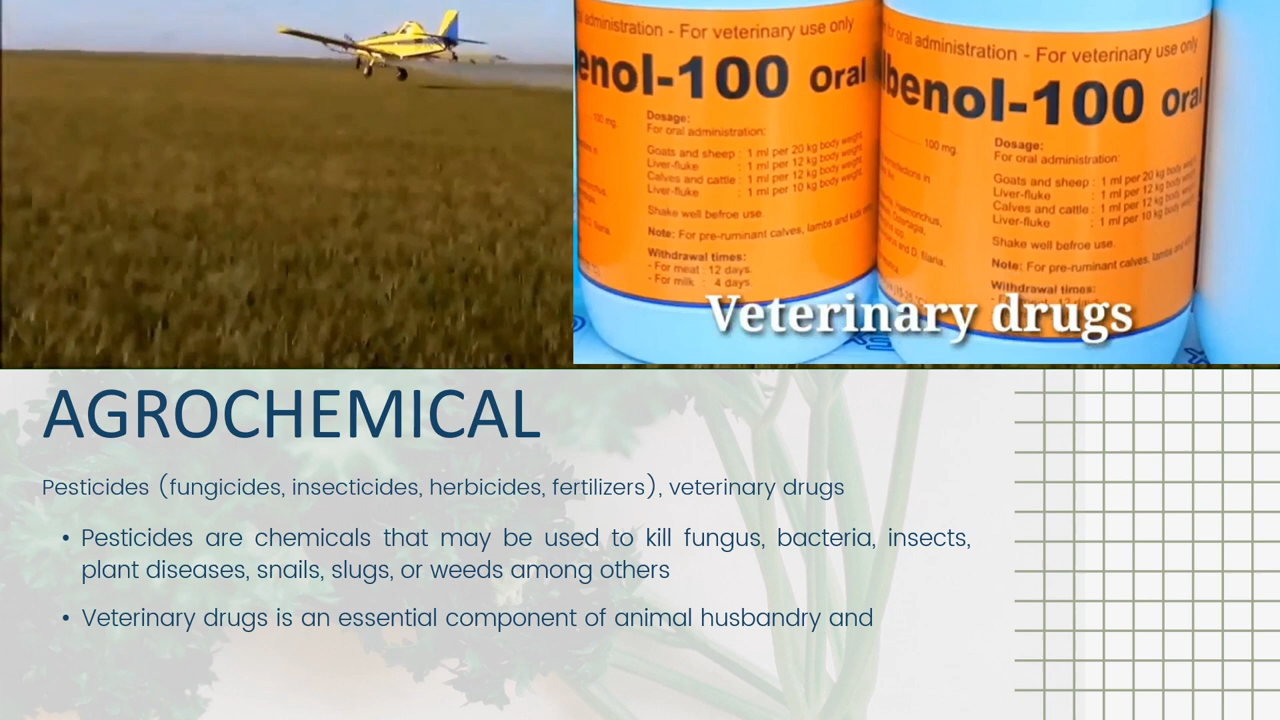 administration - For veterinary use only
enol-100 Oral
100 mg.
Dosage:
For oral administration:
Goats and sheep : 1 ml per 20 kg body weight.
Liver-fluke : 1 ml per 12 kg body weight.
Calves and cattle : 1 ml per 12 kg body weight.
Liver-fluke : 1 ml per 10 kg body weight.
Shake well befroe use.
Note: For pre-ruminant calves, lambs and
Withdrawal times:
- For meat : 12 days.
- For milk : 4 days.
for oral administration - For veterinary use only
lbenol-100 Oral
100 mg.
Dosage:
For oral administration:
Goats and sheep : 1 ml per 20 kg body weight
Liver-fluke : 1 ml per 12 kg body weight
Calves and cattle : 1 ml per 12 kg body weight
Liver-fluke : 1 ml per 10 kg body weight
Haemonchus,
and D. filaria.
Shake well befroe use.
Note: For pre-ruminant calves, lambs
Withdrawal times:
Veterinary drugs
AGROCHEMICAL
Pesticides (fungicides, insecticides, herbicides, fertilizers), veterinary drugs
• Pesticides are chemicals that may be used to kill fungus, bacteria, insects,
plant diseases, snails, slugs, or weeds among others
• Veterinary drugs is an essential component of animal husbandry and